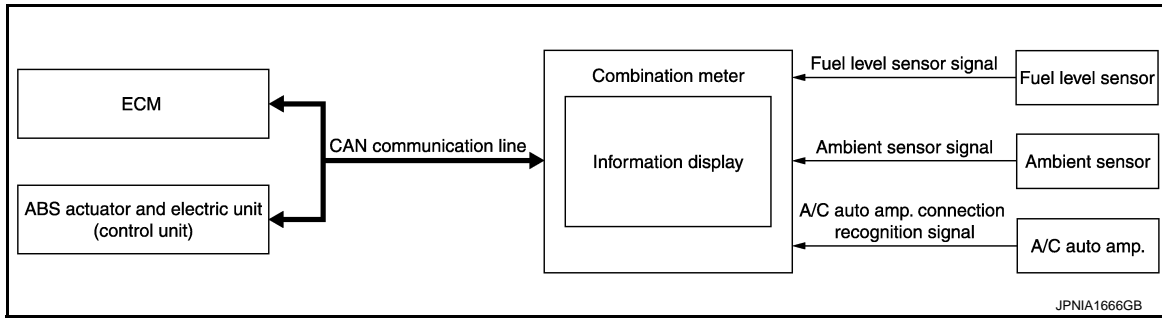 ECM
ABS actuator and electric unit
(control unit)
CAN communication line
Combination meter
Information display
Fuel level sensor signal
Fuel level sensor
Ambient sensor signal
Ambient sensor
A/C auto amp. connection
recognition signal
A/C auto amp.
JPNIA1666GB